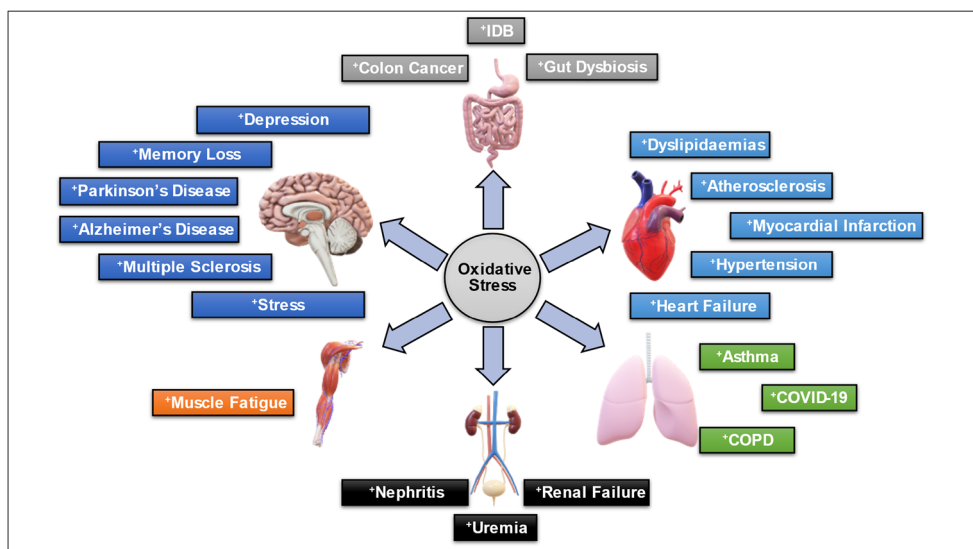 +IDB
+Colon Cancer
+Gut Dysbiosis
+Depression
+Memory Loss
+Parkinson's Disease
+Alzheimer's Disease
+Multiple Sclerosis
+Stress
+Dyslipidaemias
+Atherosclerosis
+Myocardial Infarction
+Hypertension
+Heart Failure
Oxidative
Stress
+Muscle Fatigue
+Asthma
+COVID-19
+COPD
+Nephritis
+Renal Failure
+Uremia